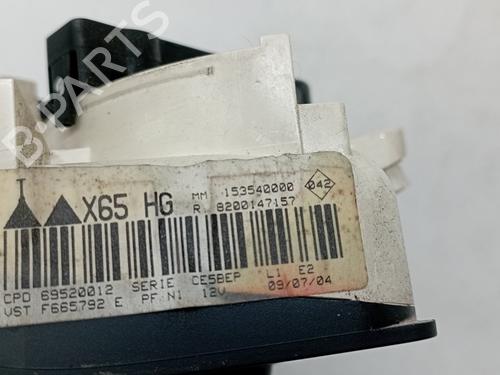 B-PARTS
T
X65 HG MM 153540000 042
R 8200147157
CPD 69520012 SERIE CE5BEP L1 E2
VST F665792 E PF N1 12V 09/07/04